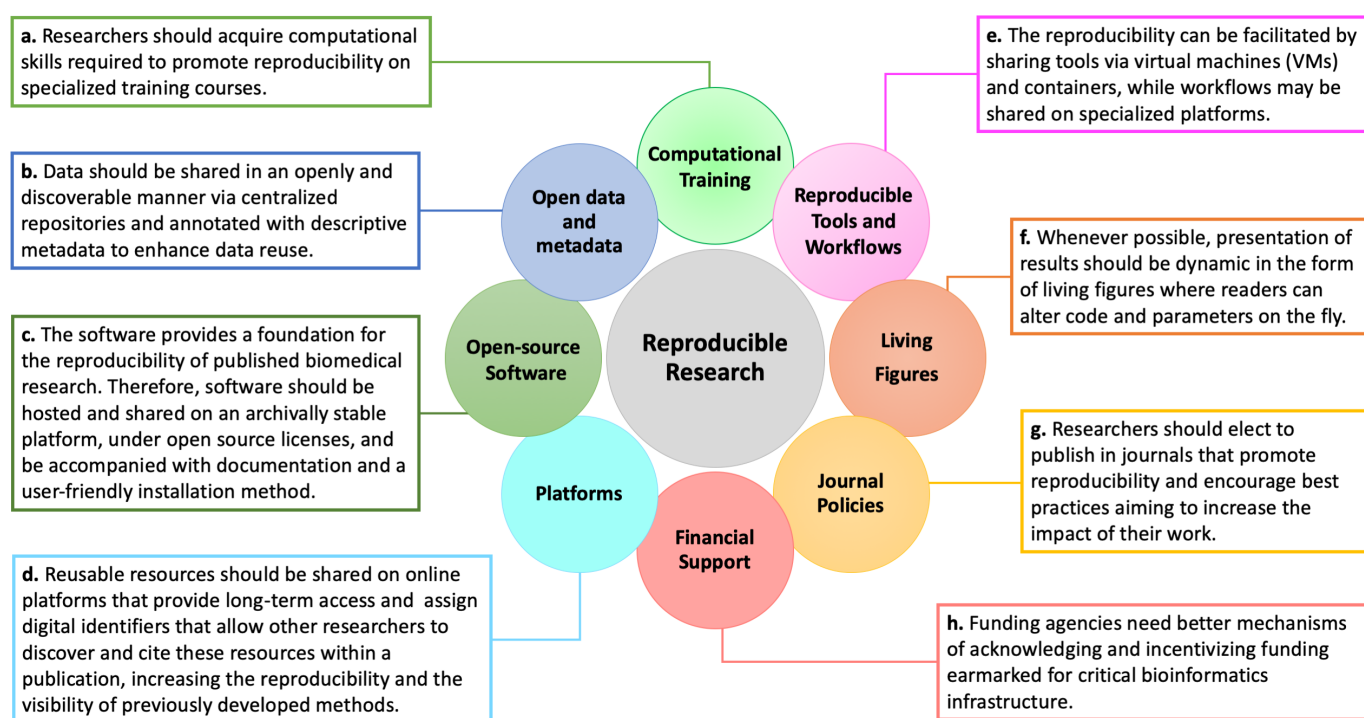 a. Researchers should acquire computational
skills required to promote reproducibility on
specialized training courses.
b. Data should be shared in an openly and
discoverable manner via centralized
repositories and annotated with descriptive
metadata to enhance data reuse.
c. The software provides a foundation for
the reproducibility of published biomedical
research. Therefore, software should be
hosted and shared on an archivally stable
platform, under open source licenses, and
be accompanied with documentation and a
user-friendly installation method.
d. Reusable resources should be shared on online
platforms that provide long-term access and assign
digital identifiers that allow other researchers to
discover and cite these resources within a
publication, increasing the reproducibility and the
visibility of previously developed methods.
Computational
Training
Open data
and
metadata
Reproducible
Tools and
Workflows
Open-source
Software
Reproducible
Research
Living
Figures
Platforms
Journal
Policies
Financial
Support
e. The reproducibility can be facilitated by
sharing tools via virtual machines (VMs)
and containers, while workflows may be
shared on specialized platforms.
f. Whenever possible, presentation of
results should be dynamic in the form
of living figures where readers can
alter code and parameters on the fly.
g. Researchers should elect to
publish in journals that promote
reproducibility and encourage best
practices aiming to increase the
impact of their work.
h. Funding agencies need better mechanisms
of acknowledging and incentivizing funding
earmarked for critical bioinformatics
infrastructure.